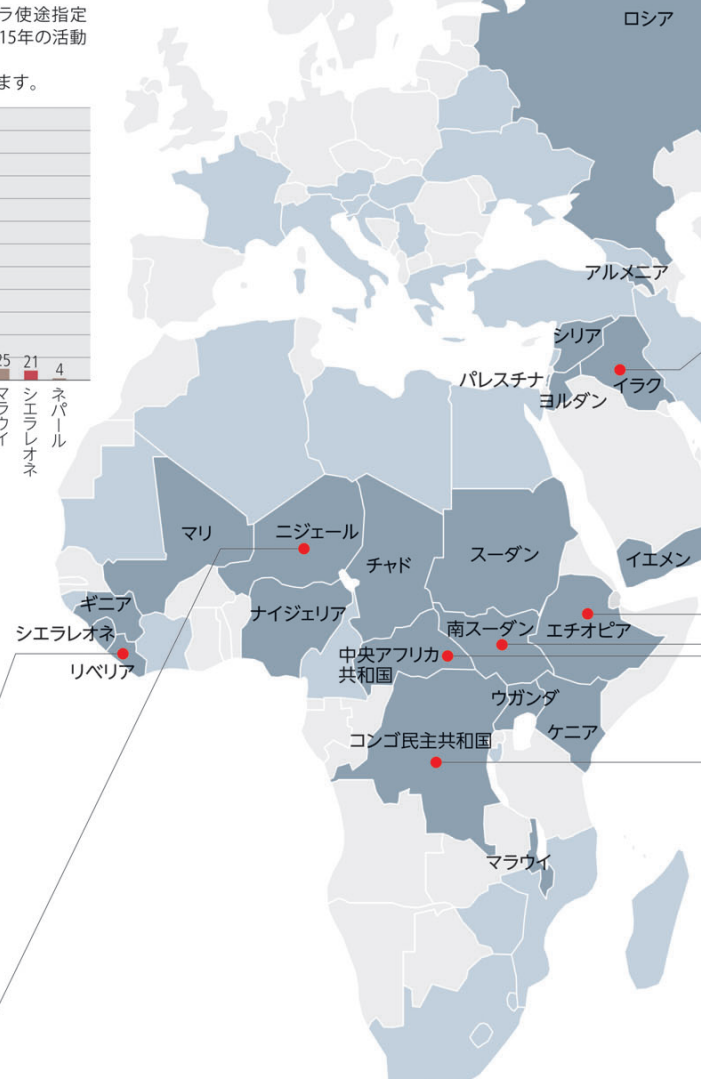 ラ使途指定
15年の活動
ます。
25
21
4
マラウイ
シエラレオネ
ネパール
ロシア
アルメニア
シリア
パレスチナ
イラク
ヨルダン
マリ
ニジェール
チャド
スーダン
イエメン
ギニア
ナイジェリア
シエラレオネ
南スーダン
エチオピア
リベリア
中央アフリカ
共和国
ウガンダ
ケニア
コンゴ民主共和国
マラウイ